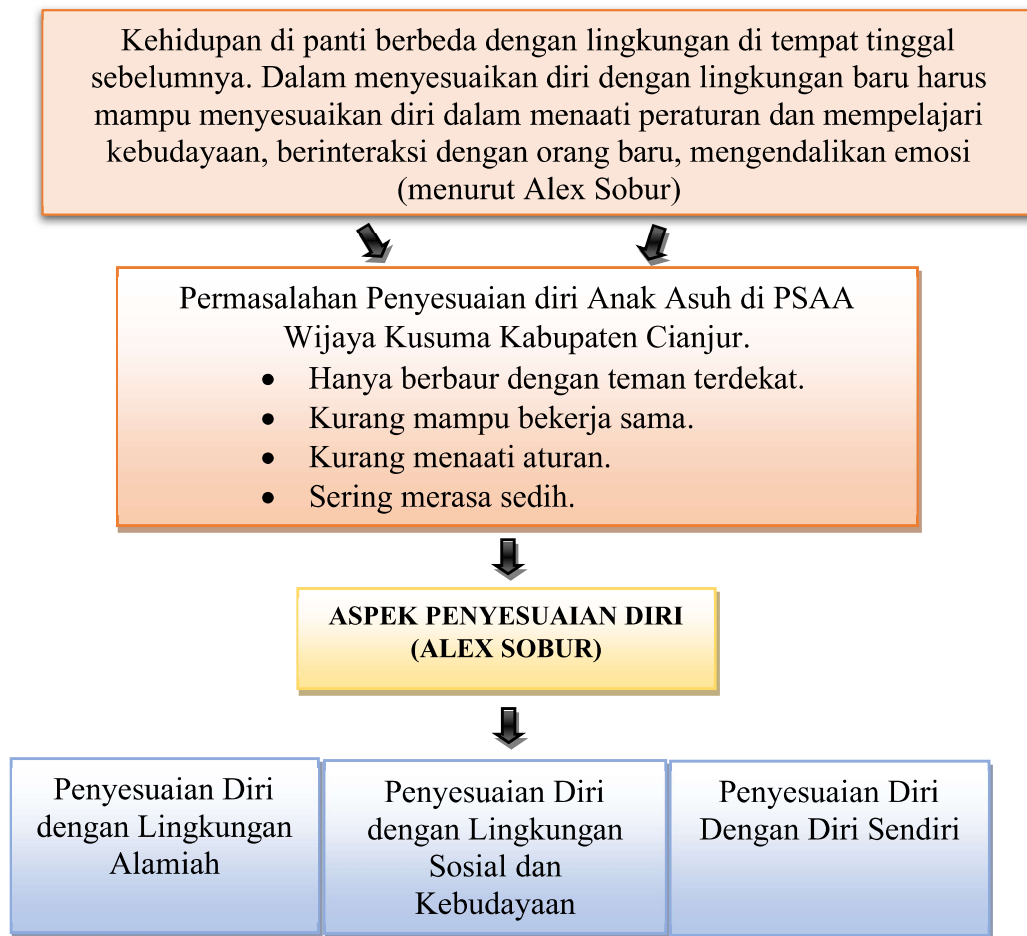 Kehidupan di panti berbeda dengan lingkungan di tempat tinggal
sebelumnya. Dalam menyesuaikan diri dengan lingkungan baru harus
mampu menyesuaikan diri dalam menaati peraturan dan mempelajari
kebudayaan, berinteraksi dengan orang baru, mengendalikan emosi
(menurut Alex Sobur)
Permasalahan Penyesuaian diri Anak Asuh di PSAA
Wijaya Kusuma Kabupaten Cianjur.
• Hanya berbaur dengan teman terdekat.
• Kurang mampu bekerja sama.
• Kurang menaati aturan.
• Sering merasa sedih.
ASPEK PENYESUAIAN DIRI
(ALEX SOBUR)
Penyesuaian Diri
dengan Lingkungan
Alamiah
Penyesuaian Diri
dengan Lingkungan
Sosial dan
Kebudayaan
Penyesuaian Diri
Dengan Diri Sendiri